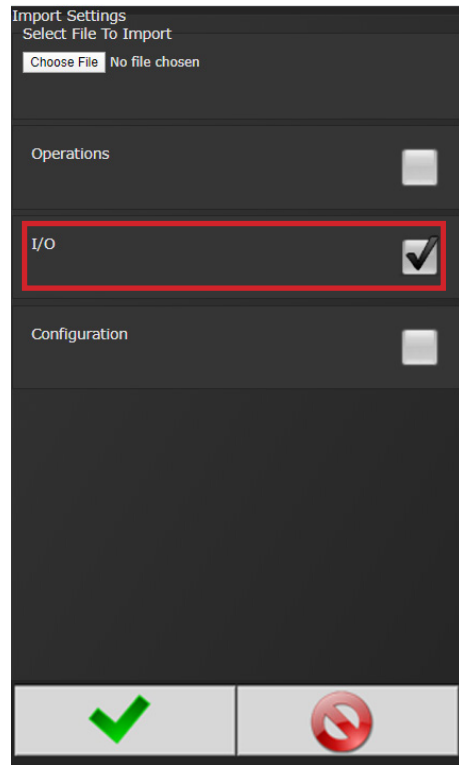 Import Settings
Select File To Import
Choose File No file chosen
Operations
I/O
Configuration